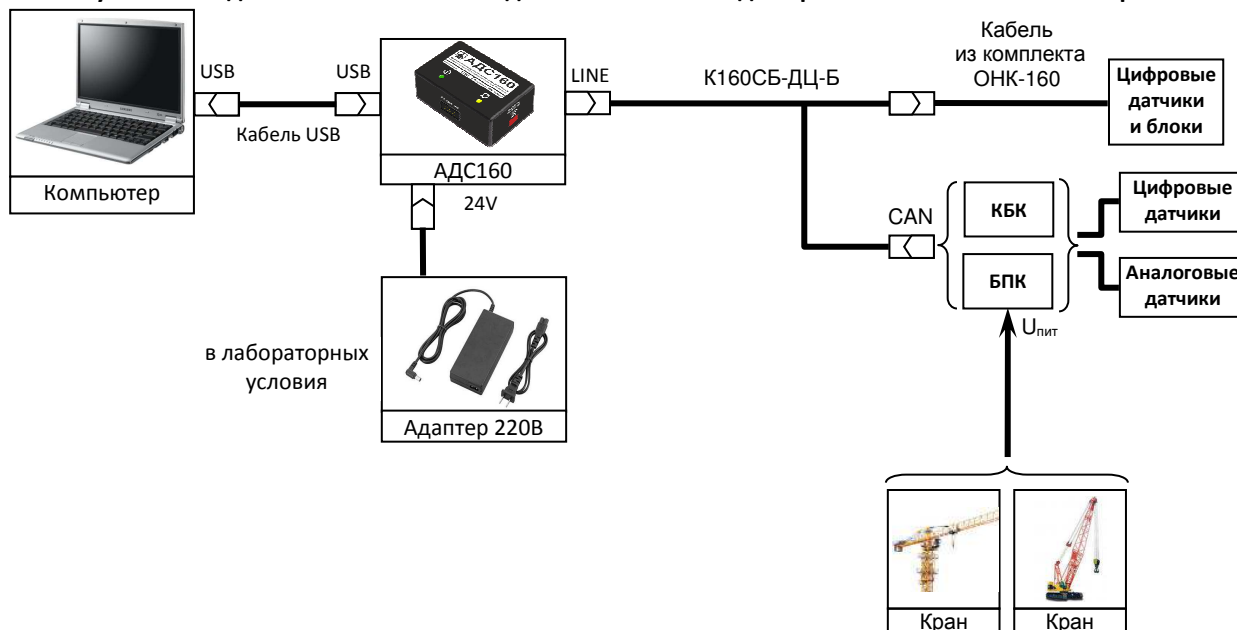 USB
USB
LINE
К160СБ-ДЦ-Б
Кабель
из комплекта
ОНК-160
Цифровые
датчики
и блоки
АДС160
Кабель USB
Компьютер
АДС160
24V
CAN
КБК
БПК
Цифровые
датчики
Аналоговые
датчики
Uпит
в лабораторных
условия
Адаптер 220В
Кран
Кран